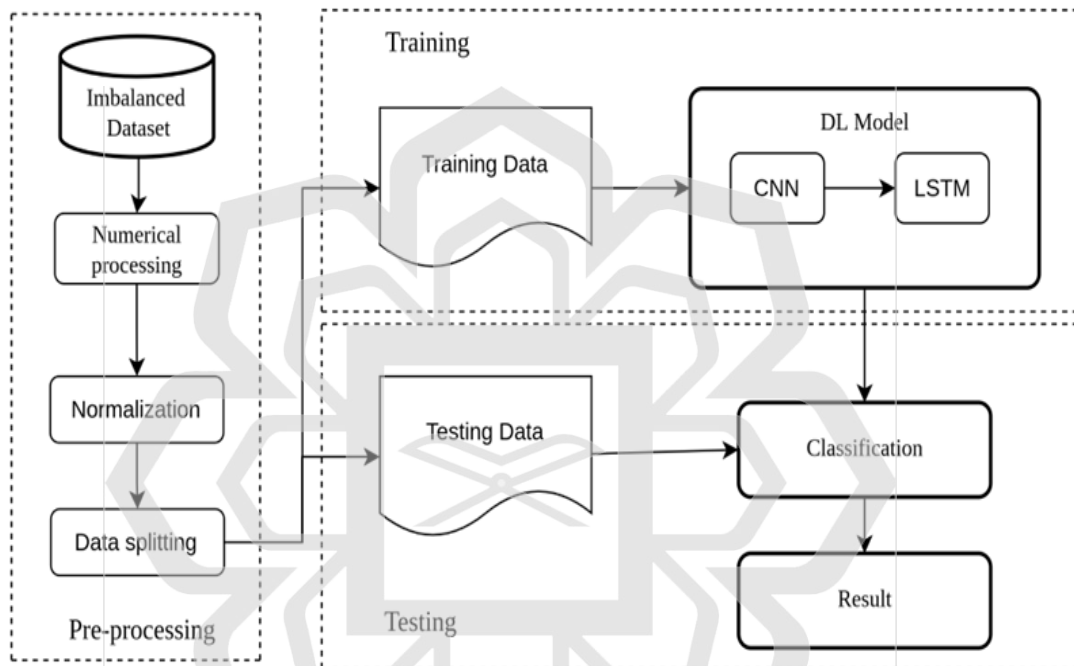 Imbalanced
Dataset
Numerical
processing
Normalization
Data splitting
Pre-processing
Training
Training Data
DL Model
CNN
LSTM
Testing Data
Classification
Result
Testing